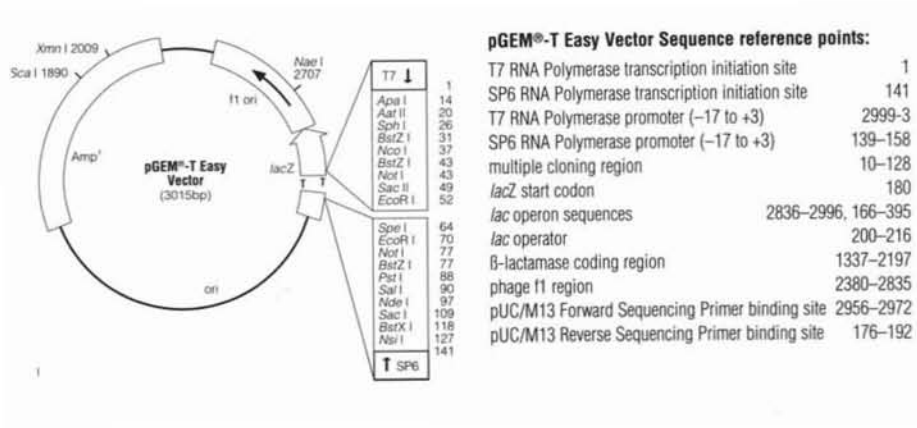 Xmn I 2009
Sca I 1890
Nae I
2707
f1 ori
Ampʳ
pGEM®-T Easy
Vector
(3015bp)
lacZ
T T
ori
T7 ↓
1
Apa I 14
Aat II 20
Sph I 26
BstZ I 31
Nco I 37
BstZ I 43
Not I 43
Sac II 49
EcoR I 52
Spe I 64
EcoR I 70
Not I 77
BstZ I 77
Pst I 88
Sal I 90
Nde I 97
Sac I 109
BstX I 118
Nsi I 127
141
↑ SP6
pGEM®-T Easy Vector Sequence reference points:
T7 RNA Polymerase transcription initiation site 1
SP6 RNA Polymerase transcription initiation site 141
T7 RNA Polymerase promoter (–17 to +3) 2999-3
SP6 RNA Polymerase promoter (–17 to +3) 139–158
multiple cloning region 10–128
lacZ start codon 180
lac operon sequences 2836–2996, 166–395
lac operator 200–216
ß-lactamase coding region 1337–2197
phage f1 region 2380–2835
pUC/M13 Forward Sequencing Primer binding site 2956–2972
pUC/M13 Reverse Sequencing Primer binding site 176–192